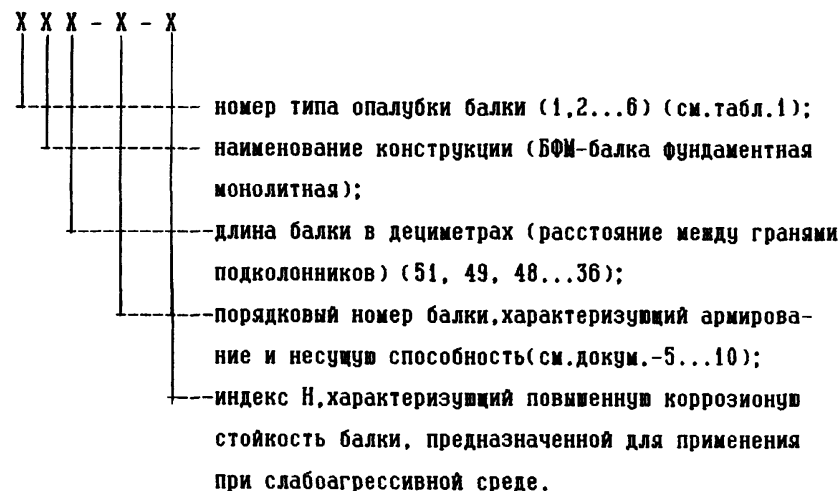 Х Х Х - Х - Х
номер типа опалубки балки (1,2...6) (см.табл.1);
наименование конструкции (БФМ-балка фундаментная
монолитная);
длина балки в дециметрах (расстояние между гранями
подколонников) (51, 49, 48...36);
порядковый номер балки,характеризующий армирова-
ние и несущую способность(см.докум.-5...10);
индекс Н,характеризующий повышенную коррозионую
стойкость балки, предназначенной для применения
при слабоагрессивной среде.